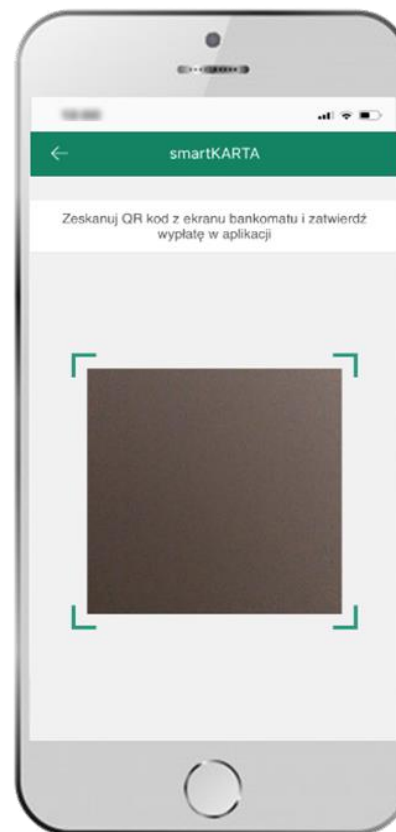 smartKARTA
Zeskanuj QR kod z ekranu bankomatu i zatwierdź
wypłatę w aplikacji